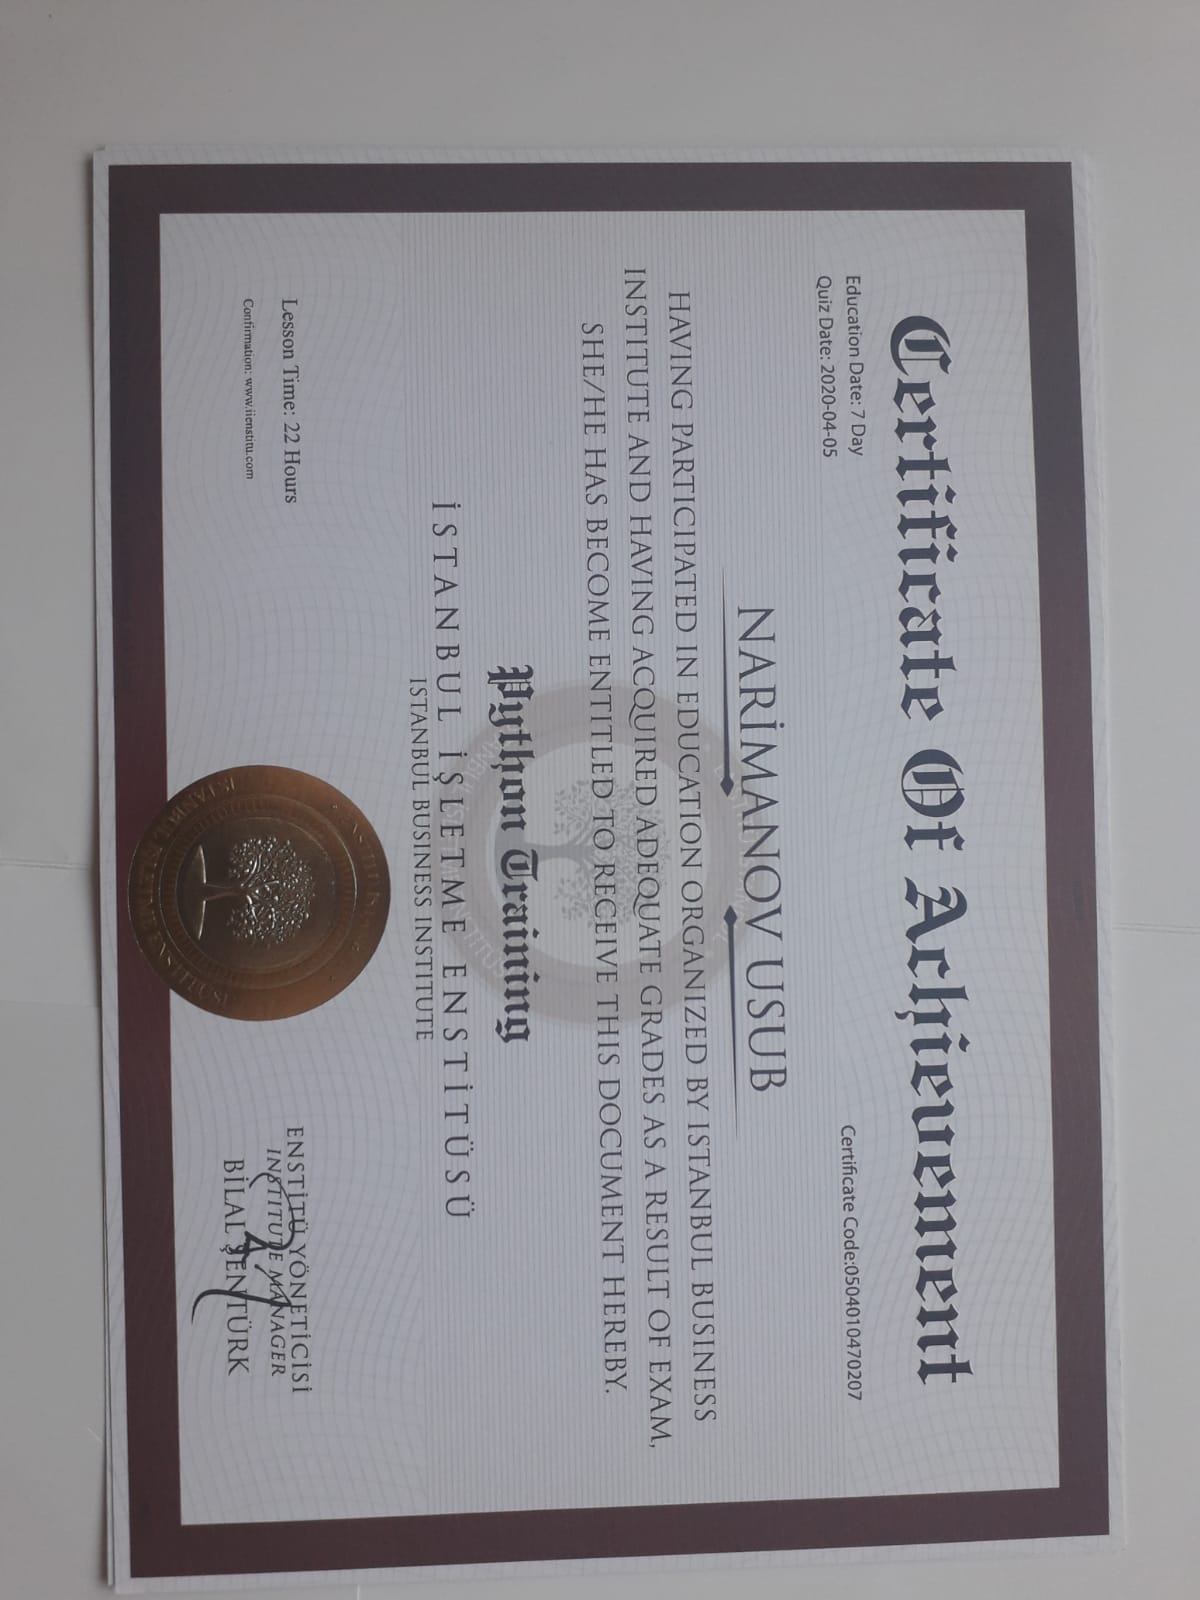 Certificate Of Achievement
Education Date: 7 Day
Quiz Date: 2020-04-05
Certificate Code:0504010470207
NARİMANOV USUB
HAVING PARTICIPATED IN EDUCATION ORGANIZED BY ISTANBUL BUSINESS
INSTITUTE AND HAVING ACQUIRED ADEQUATE GRADES AS A RESULT OF EXAM,
SHE/HE HAS BECOME ENTITLED TO RECEIVE THIS DOCUMENT HEREBY.
Python Training
İSTANBUL İŞLETME ENSTİTÜSÜ
ISTANBUL BUSINESS INSTITUTE
Lesson Time: 22 Hours
Confirmation: www.iienstitu.com
ENSTİTÜ YÖNETİCİSİ
INSTITUTE MANAGER
BİLAL ŞENTÜRK